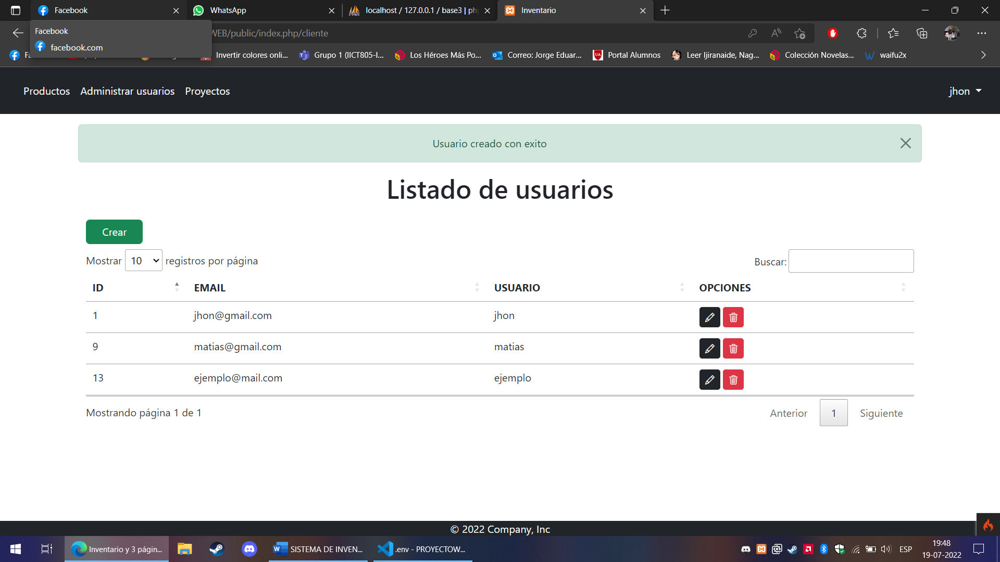 Facebook
WhatsApp
localhost / 127.0.0.1 / base3 | ph
Inventario
Facebook
facebook.com
WEB/public/index.php/cliente
Invertir colores onli...
Grupo 1 (IICT805-I...
Los Héroes Más Po...
Correo: Jorge Eduar...
Portal Alumnos
Leer Ijiranaide, Nag...
Colección Novelas...
waifu2x
Productos
Administrar usuarios
Proyectos
jhon
Usuario creado con exito
Listado de usuarios
Crear
Mostrar 10 registros por página
Buscar:
ID EMAIL USUARIO OPCIONES
1 jhon@gmail.com jhon
9 matias@gmail.com matias
13 ejemplo@mail.com ejemplo
Mostrando página 1 de 1
Anterior 1 Siguiente
© 2022 Company, Inc
Inventario y 3 págin...
SISTEMA DE INVEN...
.env - PROYECTOW...
ESP
19:48
19-07-2022